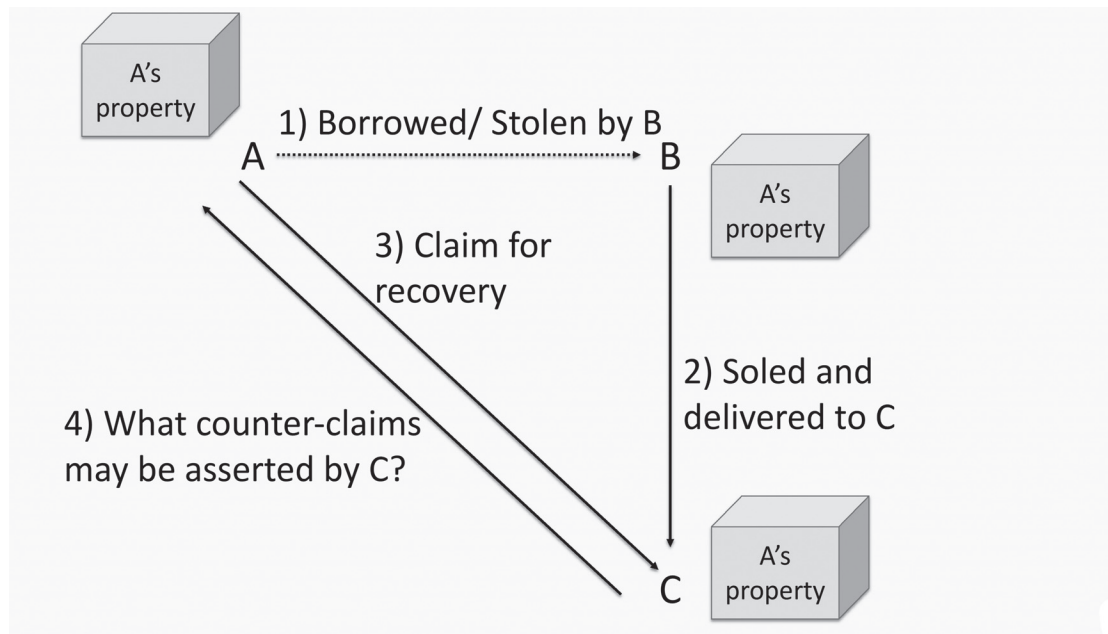 A's
property
1) Borrowed/ Stolen by B
A
B
A's
property
3) Claim for
recovery
2) Soled and
delivered to C
4) What counter-claims
may be asserted by C?
C
A's
property